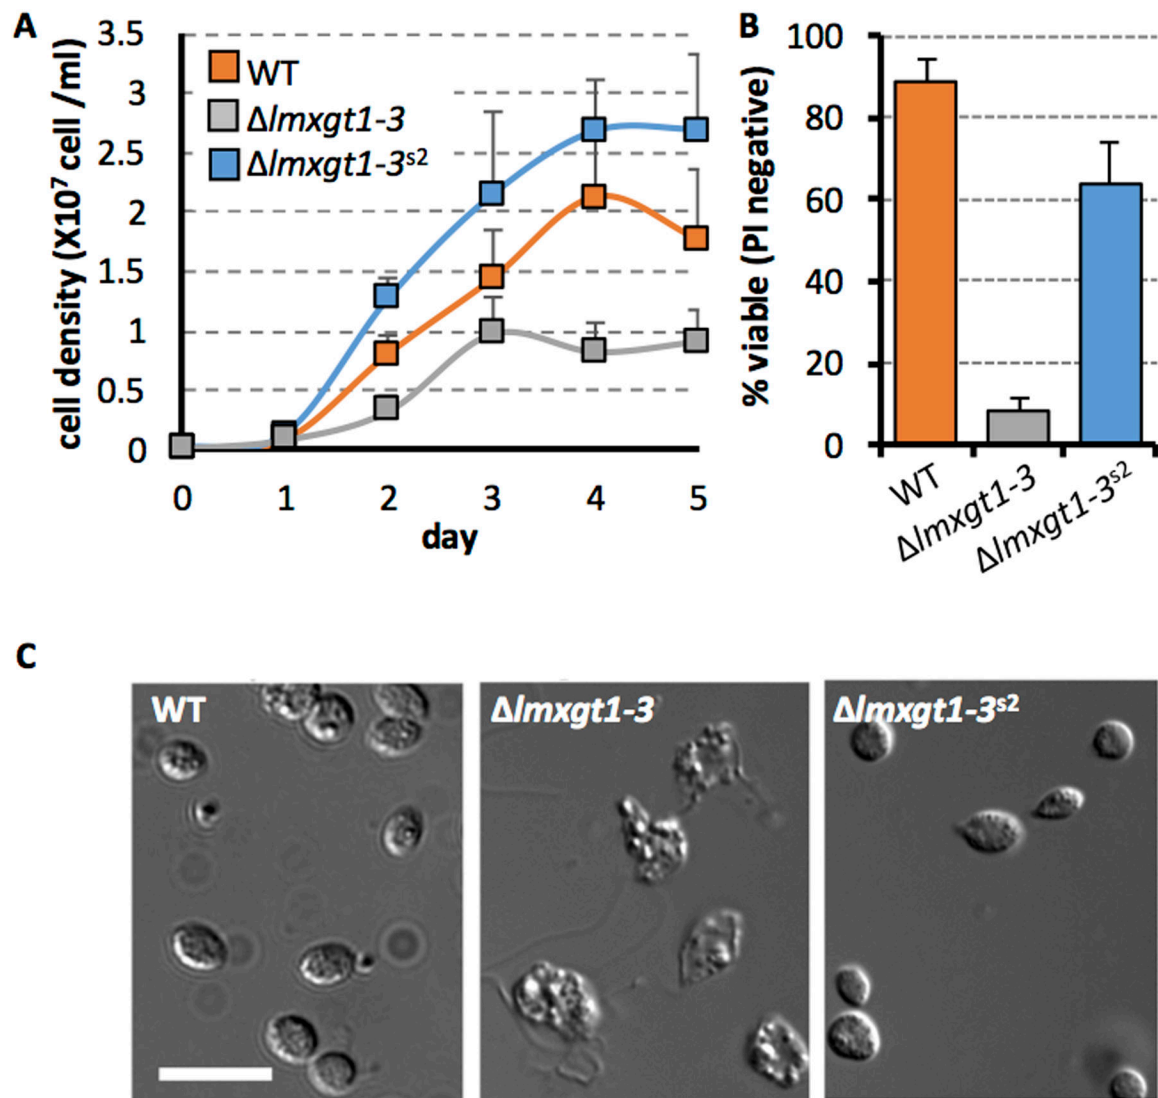 A
cell density (X10⁷ cell /ml)
3.5
3
2.5
2
1.5
1
0.5
0
WT
Δlmxgt1-3
Δlmxgt1-3ˢ²
0 1 2 3 4 5
day
B
% viable (PI negative)
100
80
60
40
20
0
WT
Δlmxgt1-3
Δlmxgt1-3ˢ²
C
WT
Δlmxgt1-3
Δlmxgt1-3ˢ²